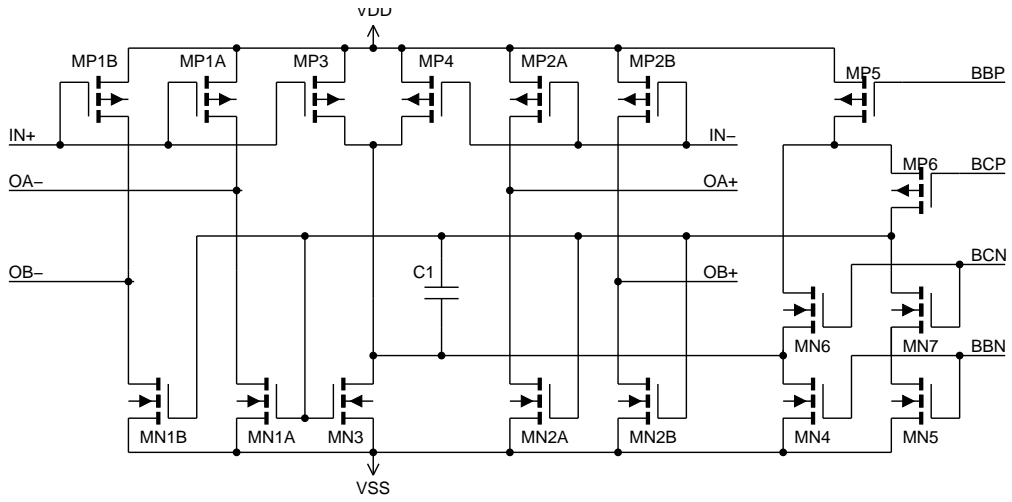 VDD
MP1B MP1A MP3 MP4 MP2A MP2B MP5 BBP
IN+ IN−
MP6 BCP
OA− OA+
OB− C1 OB+ BCN
MN6 MN7 BBN
MN1B MN1A MN3 MN2A MN2B MN4 MN5
VSS